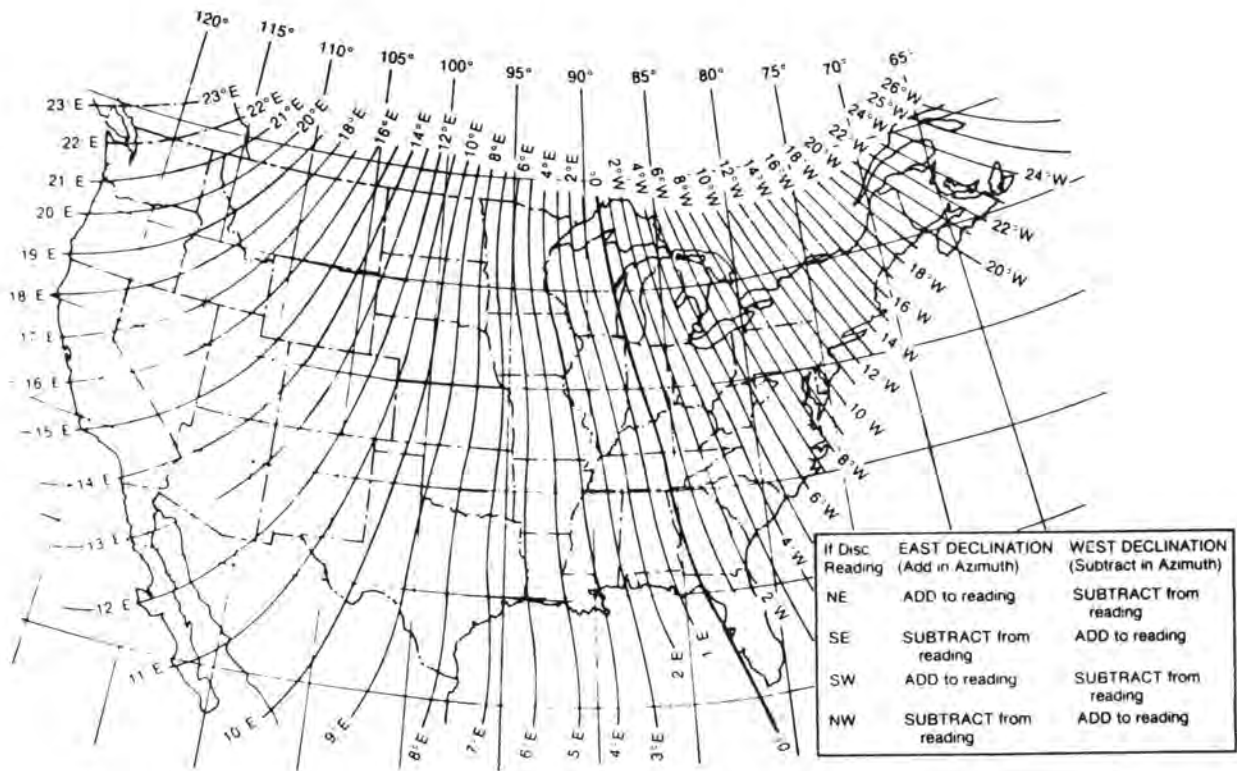 120° 115° 110° 105° 100° 95° 90° 85° 80° 75° 70° 65°
23° E 23°E 22°E 21°E 20°E 18°E 16°E 14°E 12°E 10°E 8°E 6°E 4°E 2°E 0° 2°W 4°W 6°W 8°W 10°W 12°W 14°W 16°W 18°W 20°W 22°W 24°W 25°W 26°W
22° E
21 E
20 E
19 E
18 E
17 E
16 E
15 E
14 E
13 E
12 E
11 E
10 E 9°E 8°E 7°E 6°E 5°E 4°E 3°E 2 E 1 E 0
24°W
22°W
20°W
18°W
16°W
14°W
12°W
10 W
8°W
6 W
4°W
2 W
If Disc Reading EAST DECLINATION (Add in Azimuth) WEST DECLINATION (Subtract in Azimuth)
NE ADD to reading SUBTRACT from reading
SE SUBTRACT from reading ADD to reading
SW ADD to reading SUBTRACT from reading
NW SUBTRACT from reading ADD to reading